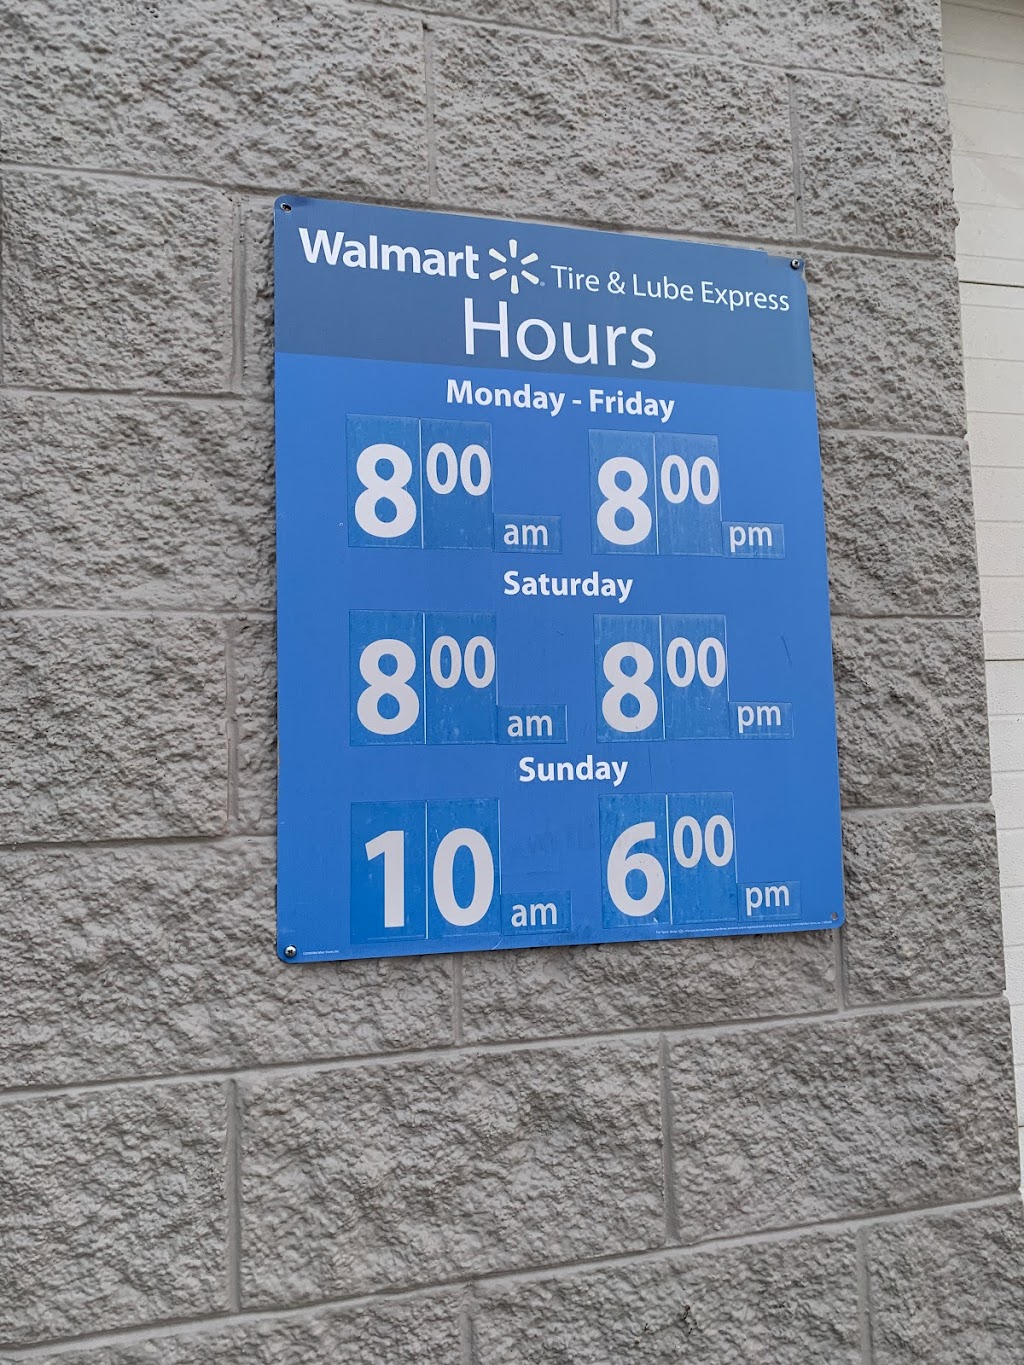 Walmart Tire & Lube Express
Hours
Monday - Friday
8 00 am 8 00 pm
Saturday
8 00 am 8 00 pm
Sunday
10 am 6 00 pm